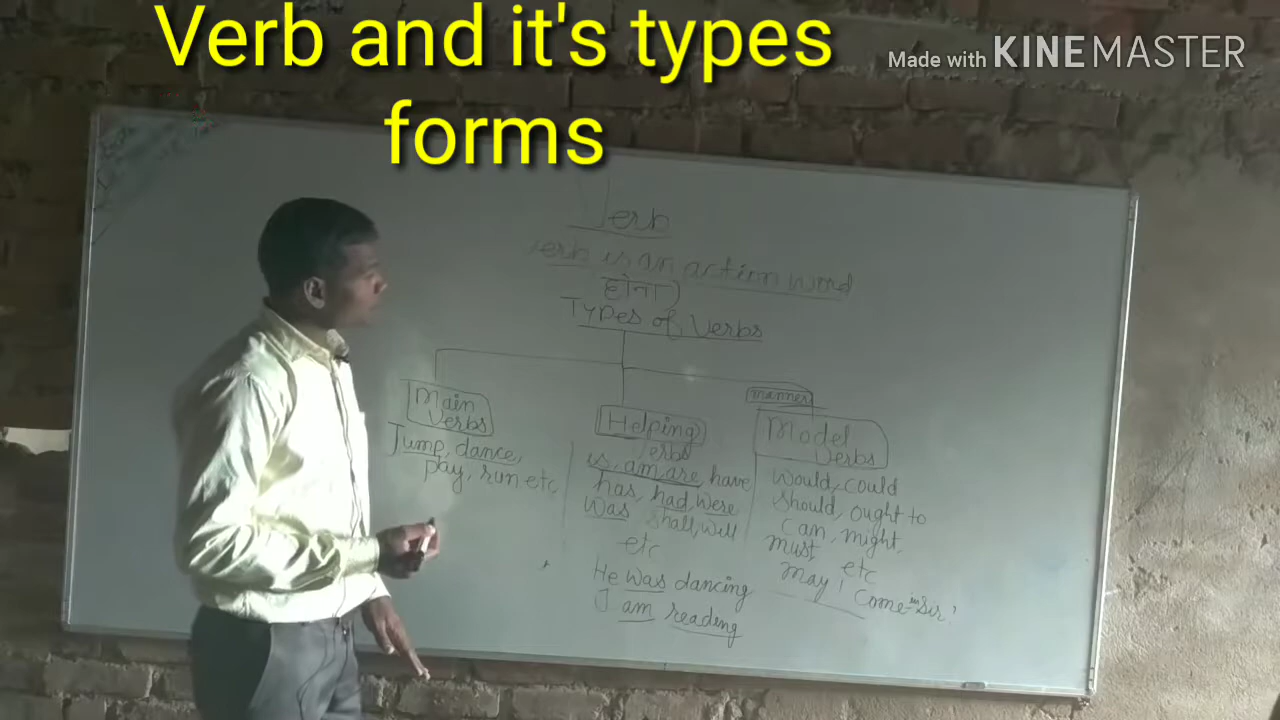 Verb and it's types
forms
Made with KINEMASTER
Verb
verb is an action word
होना)
Types of Verbs
Main
Verbs
Jump, dance,
pay, run etc
Helping
verbs
is, am are, have
has, had were
was shall, will
etc
He was dancing
I am reading
manner
Model
Verbs
Would, could
Should, ought to
can, might,
must, etc
May I come in Sir'